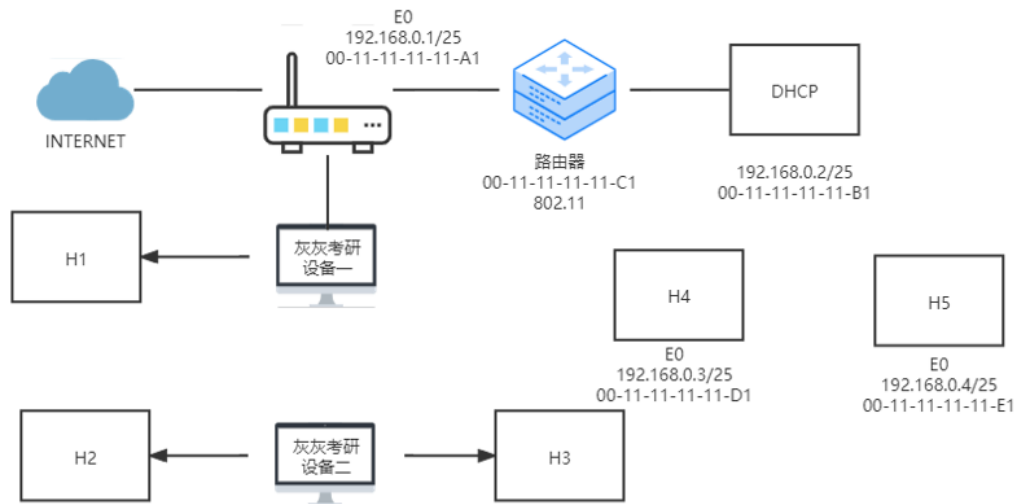 E0
192.168.0.1/25
00-11-11-11-11-A1
INTERNET
DHCP
路由器
00-11-11-11-11-C1
802.11
192.168.0.2/25
00-11-11-11-11-B1
H1
灰灰考研
设备一
H4
E0
192.168.0.3/25
00-11-11-11-11-D1
H5
E0
192.168.0.4/25
00-11-11-11-11-E1
H2
灰灰考研
设备二
H3